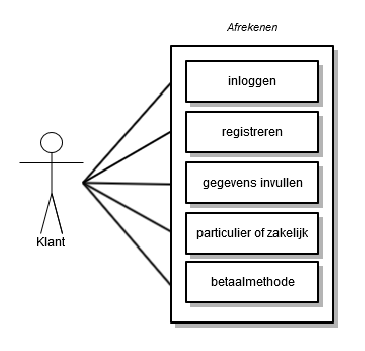 Afrekenen
inloggen
registreren
gegevens invullen
particulier of zakelijk
betaalmethode
Klant